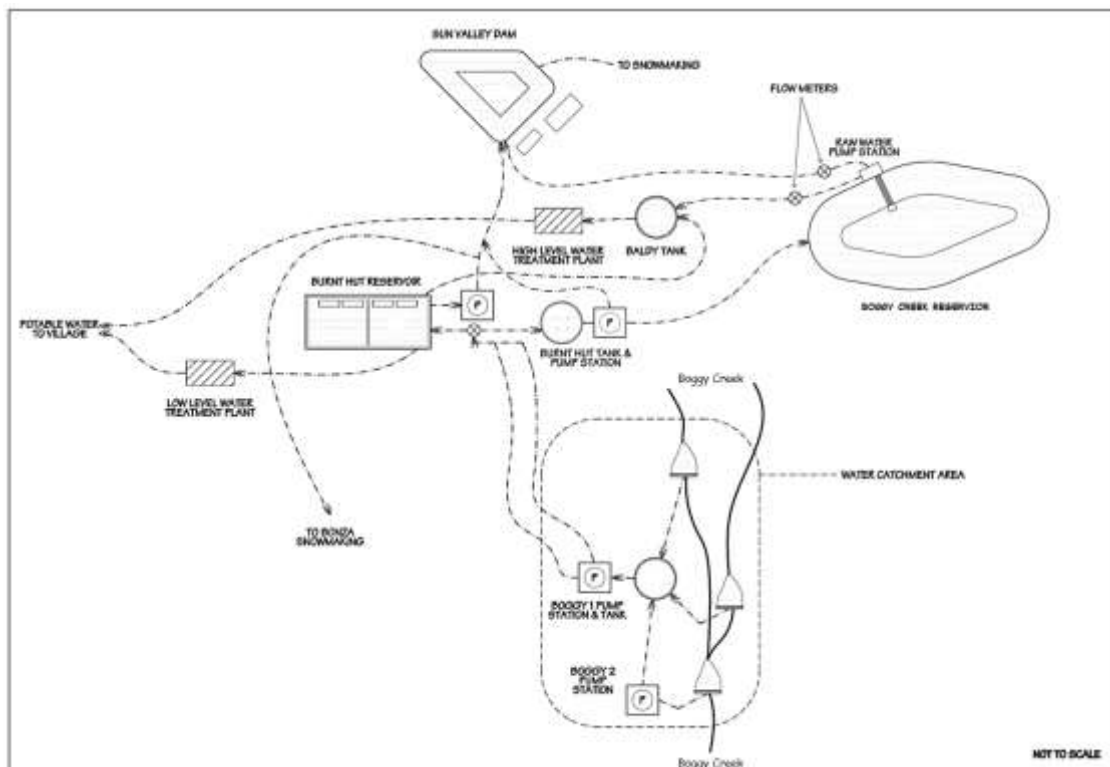 SUN VALLEY DAM
TO SNOWMAKING
FLOW METERS
RAW WATER
PUMP STATION
HIGH LEVEL WATER
TREATMENT PLANT
BALDY TANK
BURNT HUT RESERVOIR
P
BOGGY CREEK RESERVIOR
POTABLE WATER
TO VILLAGE
P
BURNT HUT TANK &
PUMP STATION
LOW LEVEL WATER
TREATMENT PLANT
Boggy Creek
WATER CATCHMENT AREA
TO BONZA
SNOWMAKING
P
BOGGY 1 PUMP
STATION & TANK
BOGGY 2
PUMP
STATION
P
Boggy Creek
NOT TO SCALE